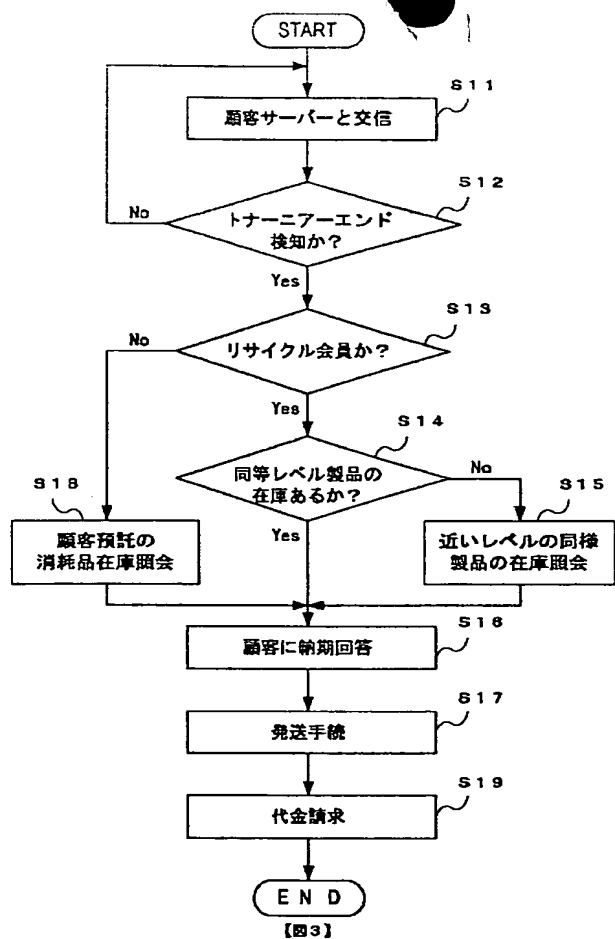 START
S11
顧客サーバーと交信
S12
トナーニアーエンド
検知か?
No
Yes
S13
リサイクル会員か?
No
Yes
S14
同等レベル製品の
在庫あるか?
No
Yes
S18
顧客預託の
消耗品在庫照会
S15
近いレベルの同様
製品の在庫照会
S16
顧客に納期回答
S17
発送手続
S19
代金請求
END
【図3】